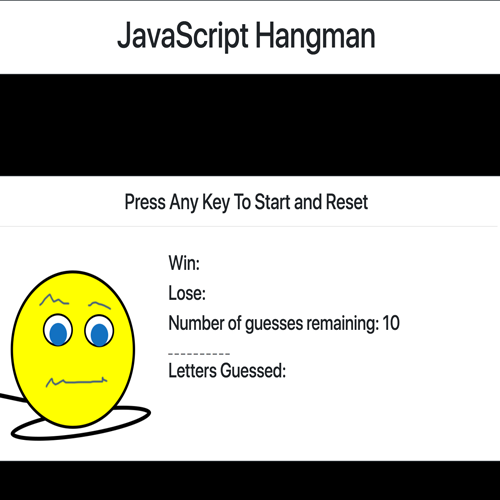 JavaScript Hangman
Press Any Key To Start and Reset
Win:
Lose:
Number of guesses remaining: 10
_ _ _ _ _ _ _ _ _ _
Letters Guessed: